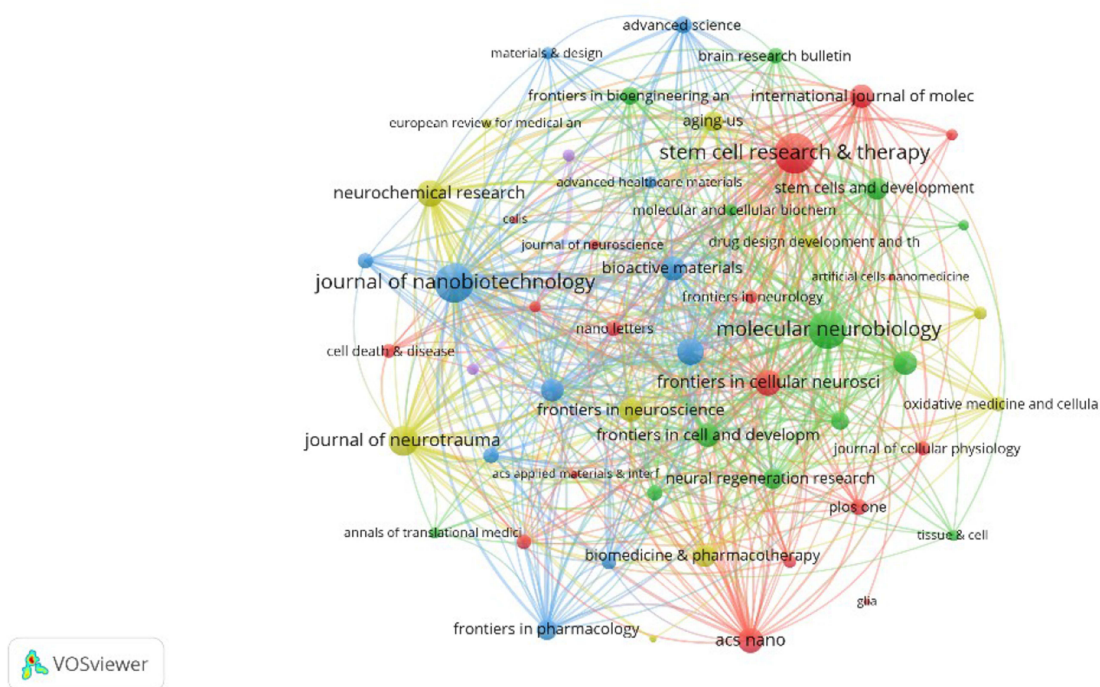 advanced science
materials & design
brain research bulletin
frontiers in bioengineering an
international journal of molec
european review for medical an
aging-us
stem cell research & therapy
advanced healthcare materials
stem cells and development
neurochemical research
molecular and cellular biochem
cells
journal of neuroscience
drug design development and th
bioactive materials
artificial cells nanomedicine
journal of nanobiotechnology
frontiers in neurology
nano letters
molecular neurobiology
cell death & disease
frontiers in cellular neurosci
oxidative medicine and cellula
frontiers in neuroscience
frontiers in cell and developm
journal of neurotrauma
journal of cellular physiology
acs applied materials & interf
neural regeneration research
plos one
annals of translational medici
tissue & cell
biomedicine & pharmacotherapy
glia
frontiers in pharmacology
acs nano
VOSviewer